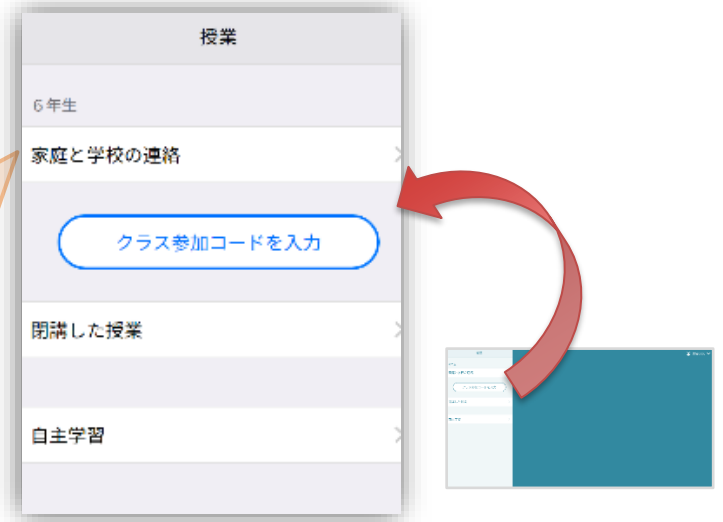 授業
6年生
家庭と学校の連絡
クラス参加コードを入力
閉講した授業
自主学習